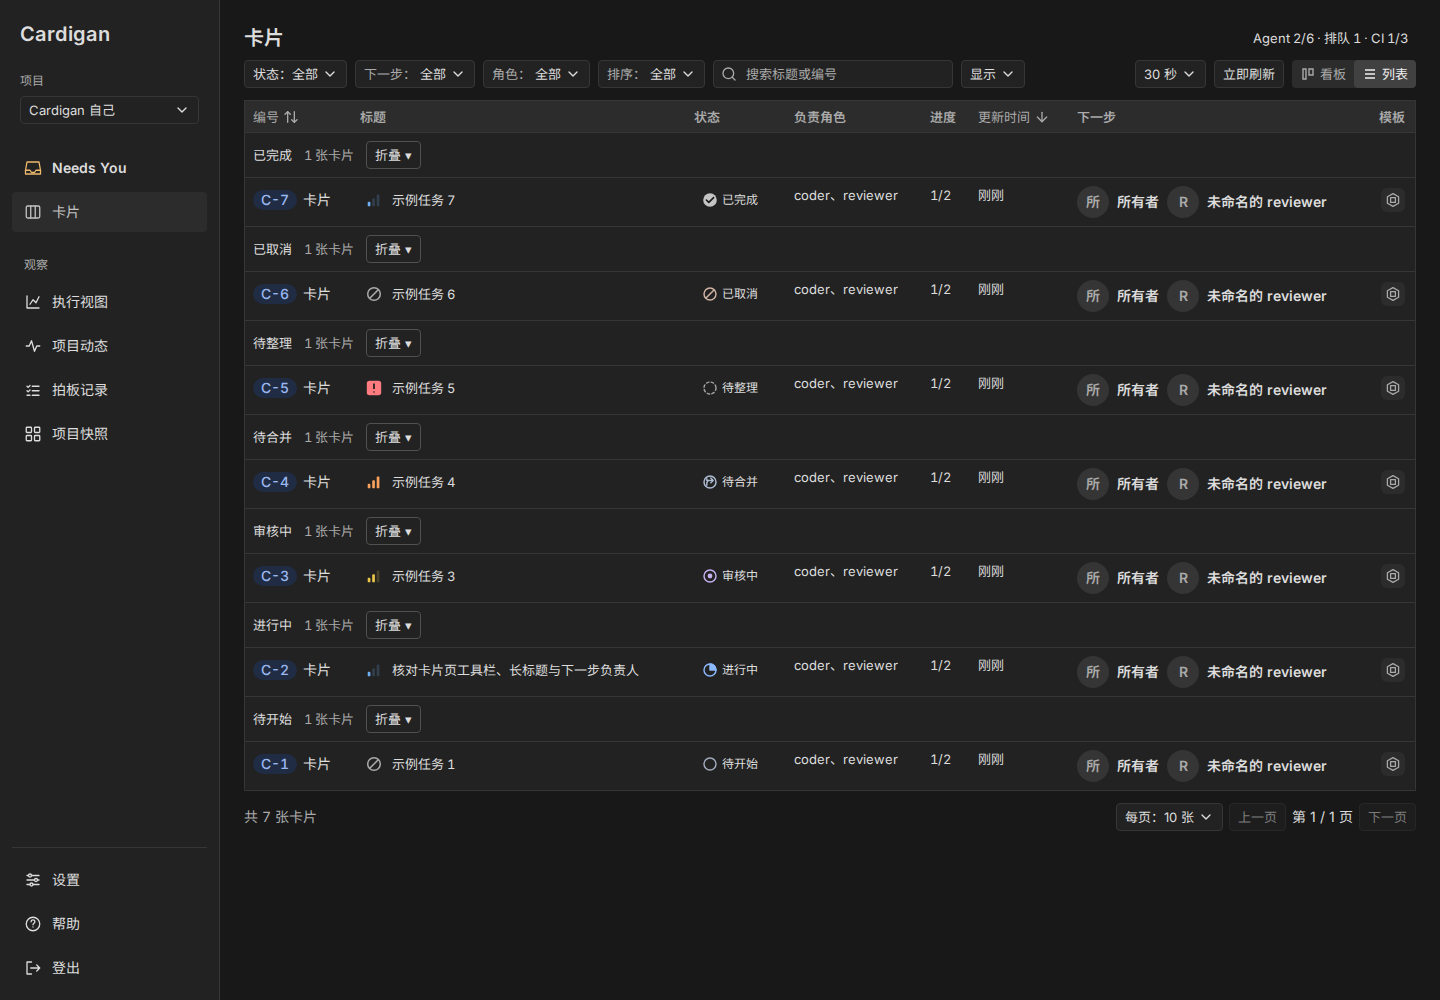 Cardigan
项目
Cardigan 自己
Needs You
卡片
观察
执行视图
项目动态
拍板记录
项目快照
设置
帮助
登出
卡片
Agent 2/6 · 排队 1 · CI 1/3
状态：全部 下一步： 全部 角色： 全部 排序： 全部 搜索标题或编号 显示 30 秒 立即刷新 看板 列表
编号 标题 状态 负责角色 进度 更新时间 下一步 模板
已完成 1 张卡片 折叠 ▾
C-7 卡片 示例任务 7 已完成 coder、reviewer 1/2 刚刚 所 所有者 R 未命名的 reviewer
已取消 1 张卡片 折叠 ▾
C-6 卡片 示例任务 6 已取消 coder、reviewer 1/2 刚刚 所 所有者 R 未命名的 reviewer
待整理 1 张卡片 折叠 ▾
C-5 卡片 示例任务 5 待整理 coder、reviewer 1/2 刚刚 所 所有者 R 未命名的 reviewer
待合并 1 张卡片 折叠 ▾
C-4 卡片 示例任务 4 待合并 coder、reviewer 1/2 刚刚 所 所有者 R 未命名的 reviewer
审核中 1 张卡片 折叠 ▾
C-3 卡片 示例任务 3 审核中 coder、reviewer 1/2 刚刚 所 所有者 R 未命名的 reviewer
进行中 1 张卡片 折叠 ▾
C-2 卡片 核对卡片页工具栏、长标题与下一步负责人 进行中 coder、reviewer 1/2 刚刚 所 所有者 R 未命名的 reviewer
待开始 1 张卡片 折叠 ▾
C-1 卡片 示例任务 1 待开始 coder、reviewer 1/2 刚刚 所 所有者 R 未命名的 reviewer
共 7 张卡片 每页：10 张 上一页 第 1 / 1 页 下一页